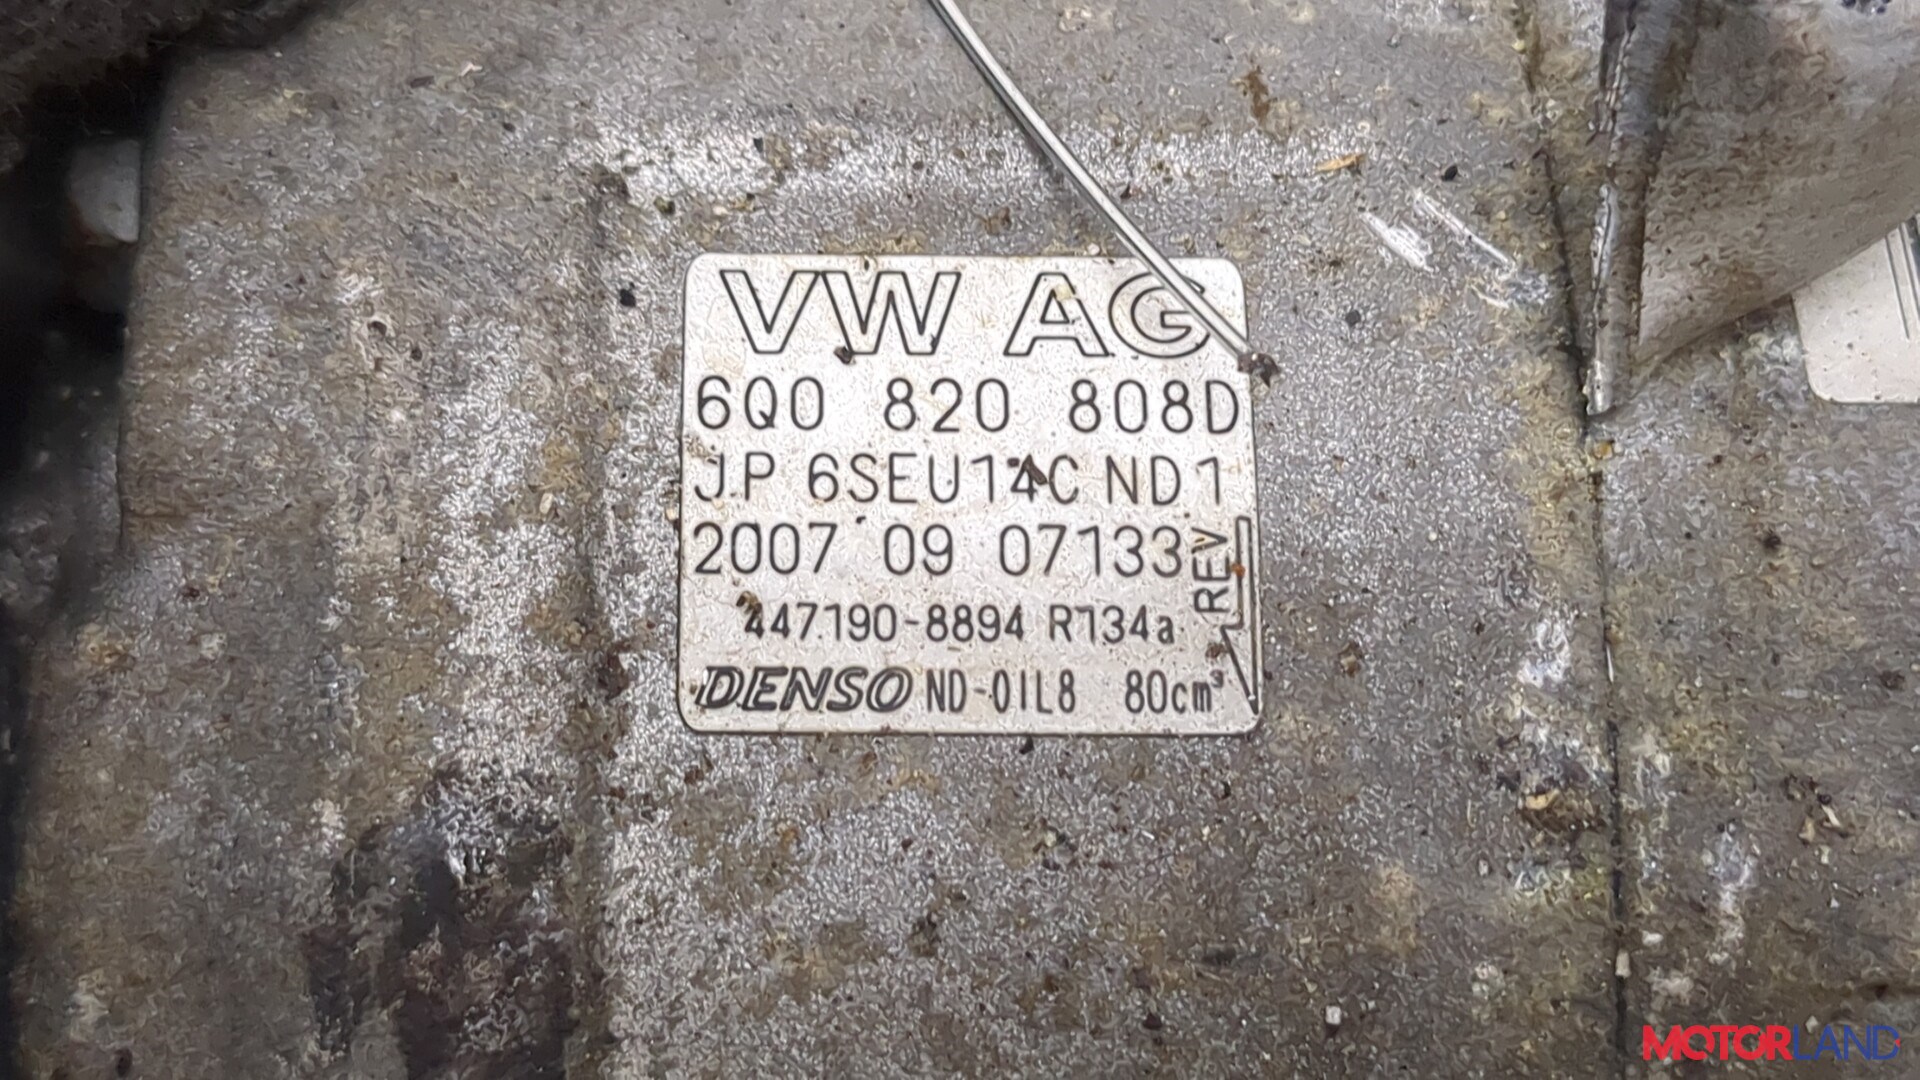 VW AG
6Q0 820 808D
JP 6SEU14C ND1
2007 09 07133
REV
447190-8894 R134a
DENSO ND-OIL8 80cm³
MOTORLAND